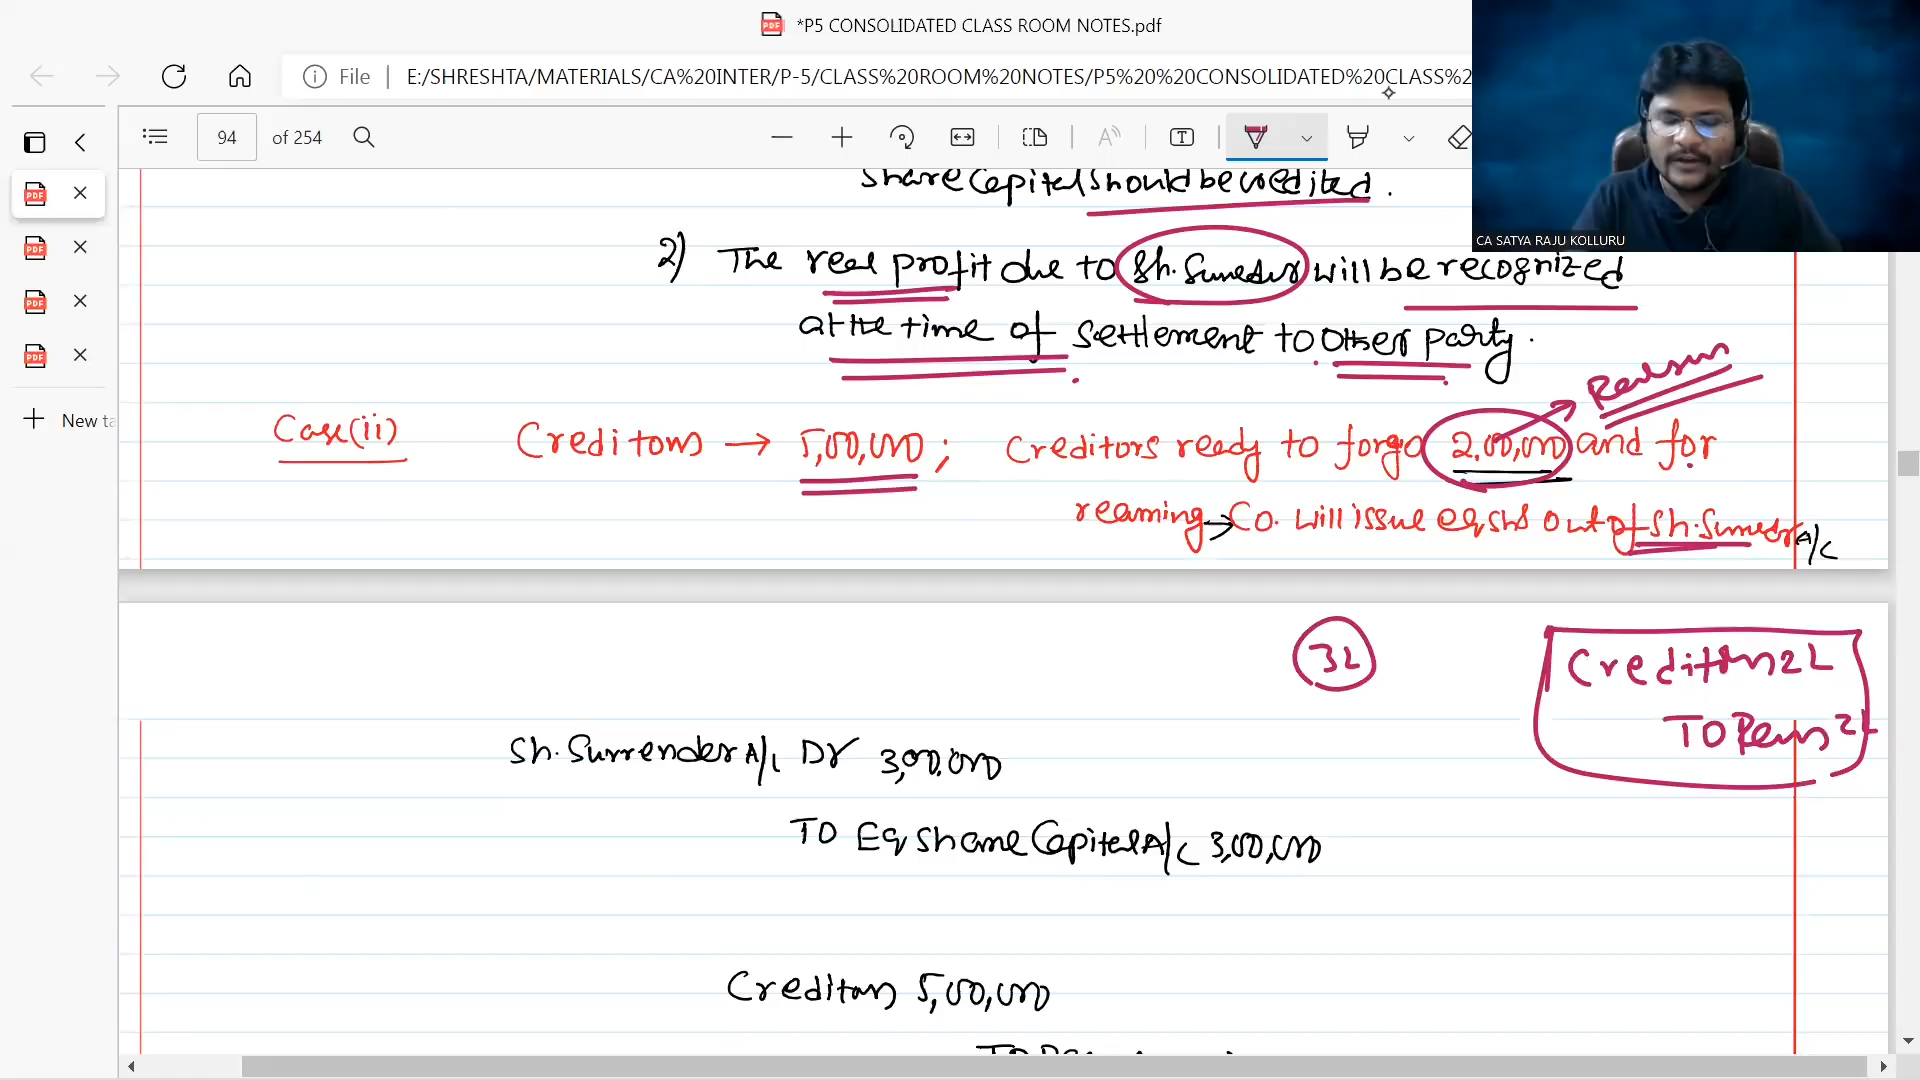 *P5 CONSOLIDATED CLASS ROOM NOTES.pdf
File | E:/SHRESHTA/MATERIALS/CA%20INTER/P-5/CLASS%20ROOM%20NOTES/P5%20%20CONSOLIDATED%20CLASS%2
94 of 254
CA SATYA RAJU KOLLURU
New ta
Share Capital should be credited.
2) The real profit due to Sh. Surender will be recognized
at the time of settlement to other party.
Case (ii) Creditors → 5,00,000; Creditors ready to forgo 2,00,000 and for
reaming → Co. will issue eq shs out of Sh. Surrender A/c
3L
Creditors 2L
TO Recns 2L
Sh. Surrender A/c Dr 3,00,000
TO Eq Share Capital A/c 3,00,000
Creditors 5,00,000